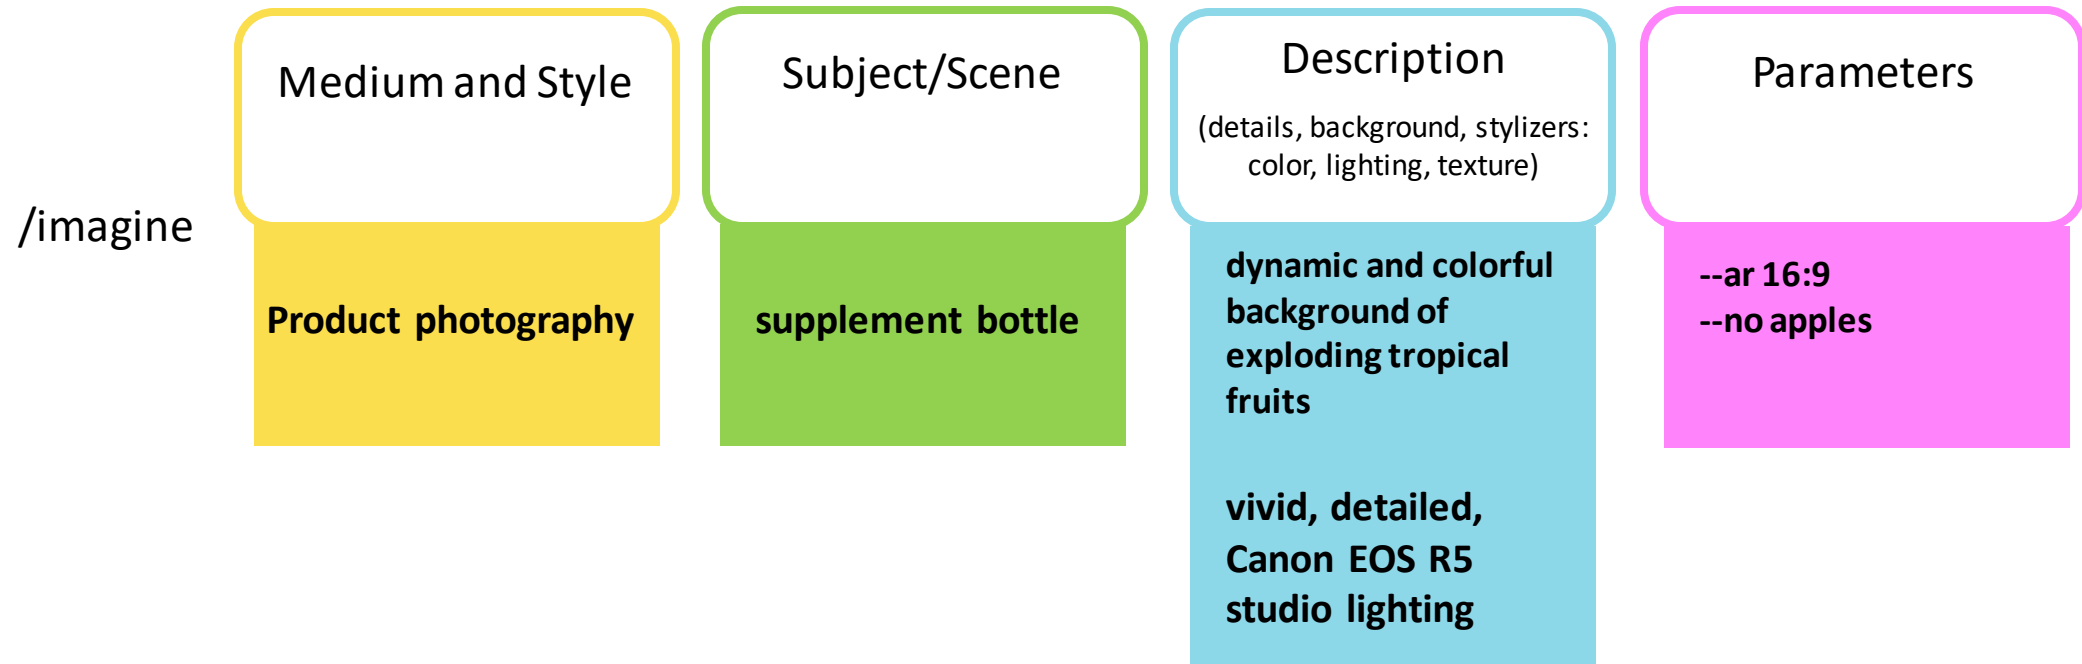 /imagine
Medium and Style
Product photography
Subject/Scene
supplement bottle
Description
(details, background, stylizers:
color, lighting, texture)
dynamic and colorful
background of
exploding tropical
fruits
vivid, detailed,
Canon EOS R5
studio lighting
Parameters
--ar 16:9
--no apples